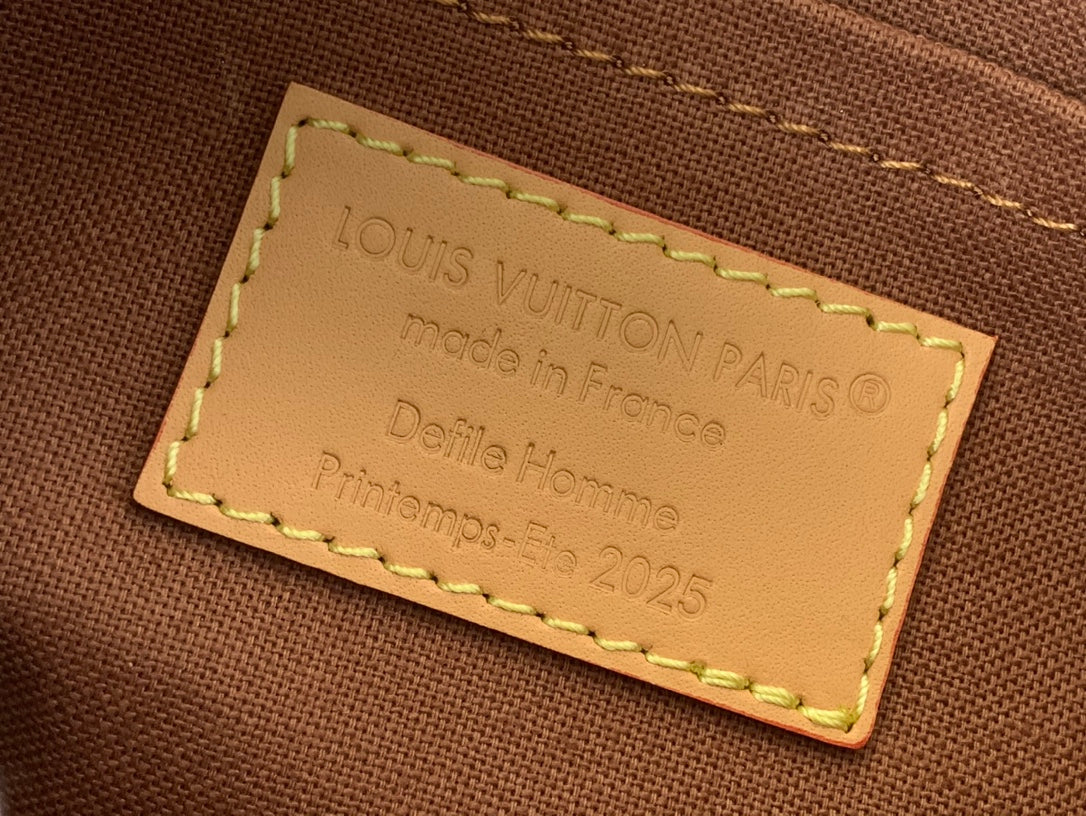 LOUIS VUITTON PARIS®
made in France
Defile Homme
Printemps-Ete 2025